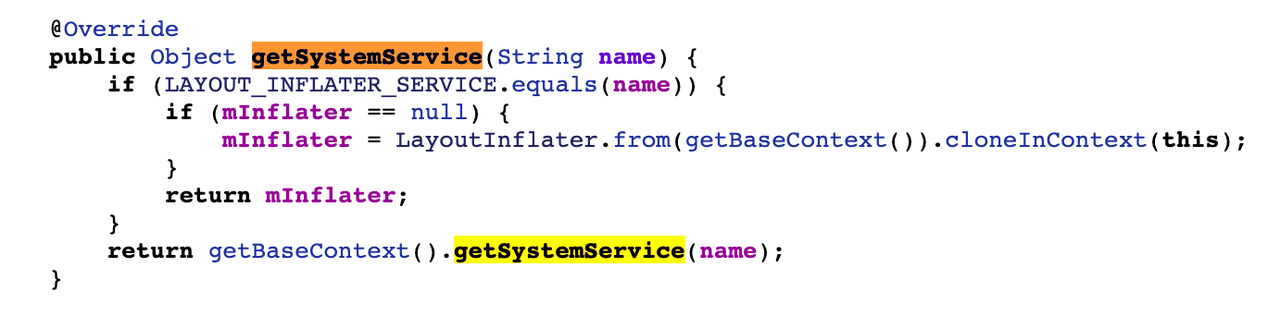 @Override
public Object getSystemService(String name) {
    if (LAYOUT_INFLATER_SERVICE.equals(name)) {
        if (mInflater == null) {
            mInflater = LayoutInflater.from(getBaseContext()).cloneInContext(this);
        }
        return mInflater;
    }
    return getBaseContext().getSystemService(name);
}